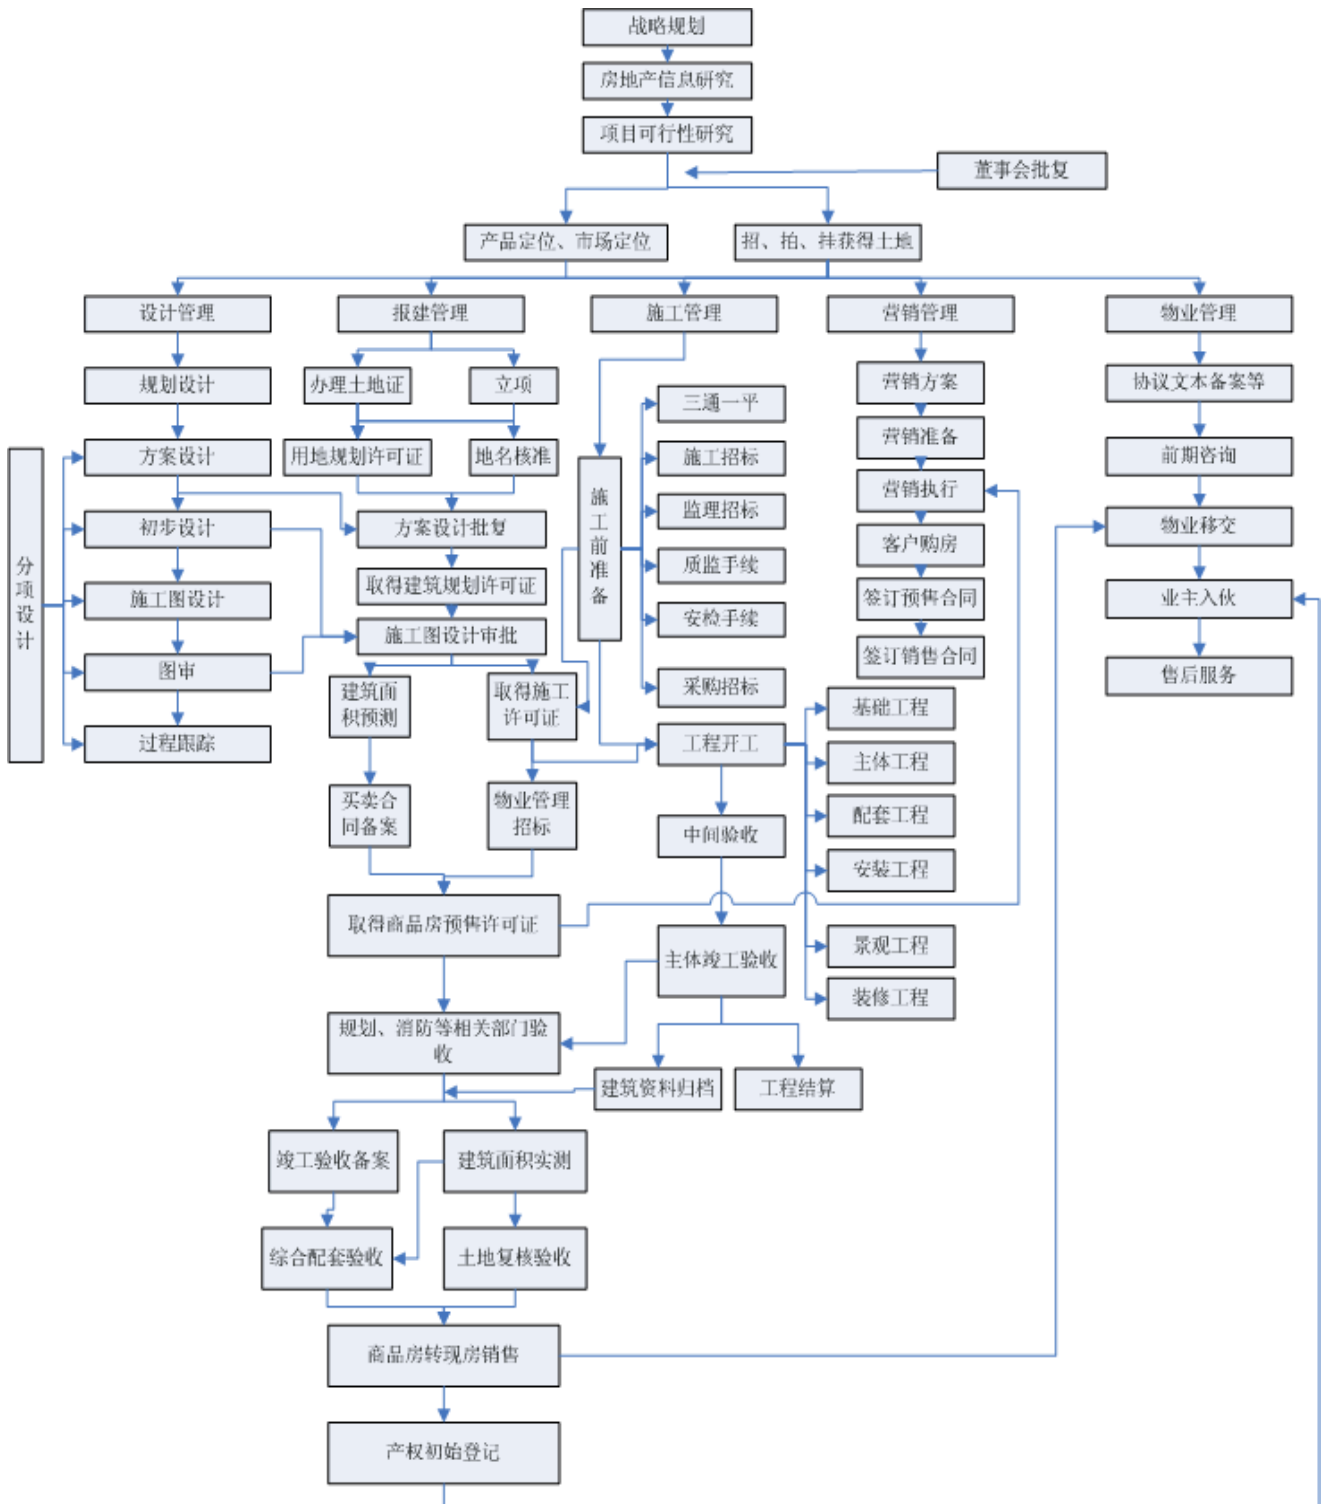 战略规划
房地产信息研究
项目可行性研究
董事会批复
产品定位、市场定位
招、拍、挂获得土地
设计管理
报建管理
施工管理
营销管理
物业管理
规划设计
办理土地证
立项
营销方案
协议文本备案等
三通一平
营销准备
方案设计
用地规划许可证
地名核准
施工招标
前期咨询
营销执行
分项设计
施工前准备
初步设计
方案设计批复
监理招标
物业移交
客户购房
取得建筑规划许可证
质监手续
施工图设计
签订预售合同
业主入伙
施工图设计审批
安检手续
签订销售合同
图审
售后服务
建筑面
积预测
取得施工
许可证
采购招标
基础工程
过程跟踪
工程开工
主体工程
买卖合
同备案
物业管理
招标
配套工程
中间验收
安装工程
取得商品房预售许可证
景观工程
主体竣工验收
装修工程
规划、消防等相关部门验
收
建筑资料归档
工程结算
竣工验收备案
建筑面积实测
综合配套验收
土地复核验收
商品房转现房销售
产权初始登记